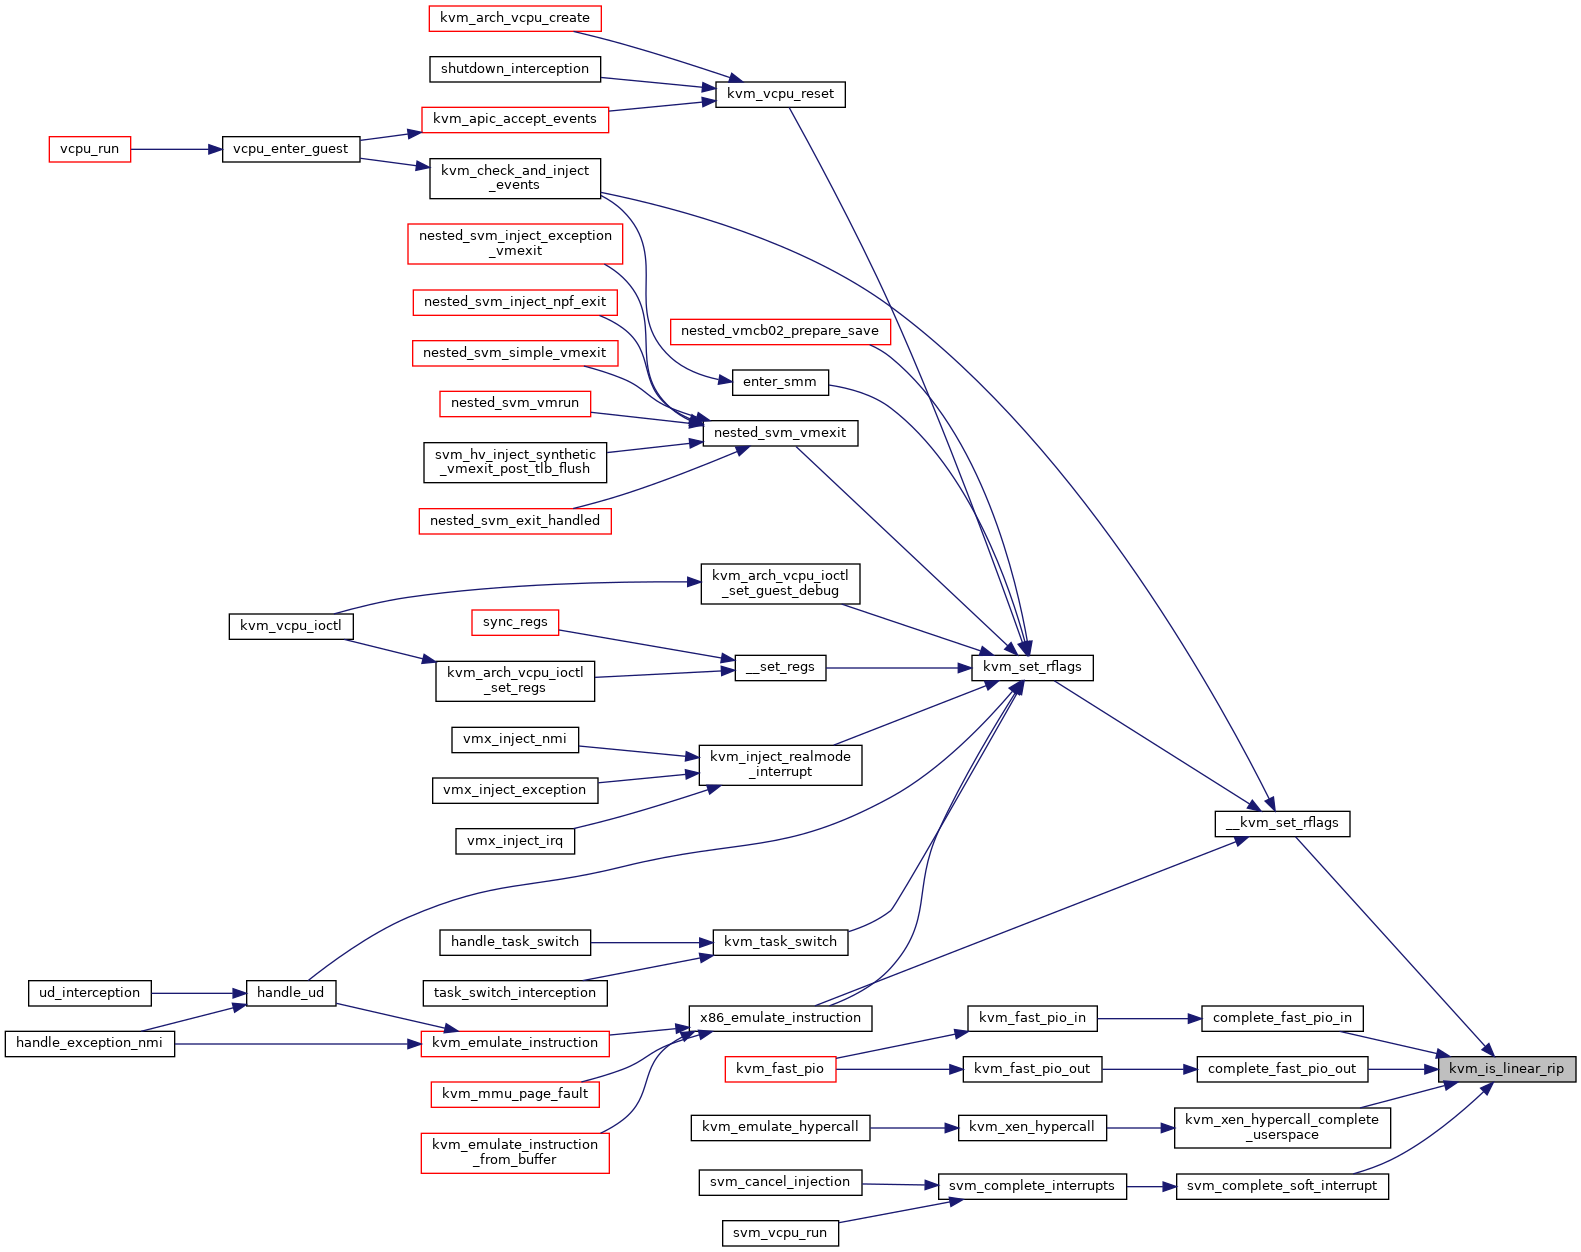 kvm_arch_vcpu_create
shutdown_interception
kvm_vcpu_reset
kvm_apic_accept_events
vcpu_run
vcpu_enter_guest
kvm_check_and_inject
_events
nested_svm_inject_exception
_vmexit
nested_svm_inject_npf_exit
nested_vmcb02_prepare_save
nested_svm_simple_vmexit
enter_smm
nested_svm_vmrun
nested_svm_vmexit
svm_hv_inject_synthetic
_vmexit_post_tlb_flush
nested_svm_exit_handled
kvm_arch_vcpu_ioctl
_set_guest_debug
kvm_vcpu_ioctl
sync_regs
kvm_arch_vcpu_ioctl
_set_regs
__set_regs
kvm_set_rflags
vmx_inject_nmi
kvm_inject_realmode
_interrupt
vmx_inject_exception
vmx_inject_irq
__kvm_set_rflags
handle_task_switch
kvm_task_switch
task_switch_interception
ud_interception
handle_ud
x86_emulate_instruction
kvm_fast_pio_in
complete_fast_pio_in
handle_exception_nmi
kvm_emulate_instruction
kvm_fast_pio
kvm_fast_pio_out
complete_fast_pio_out
kvm_is_linear_rip
kvm_mmu_page_fault
kvm_emulate_instruction
_from_buffer
kvm_emulate_hypercall
kvm_xen_hypercall
kvm_xen_hypercall_complete
_userspace
svm_cancel_injection
svm_complete_interrupts
svm_complete_soft_interrupt
svm_vcpu_run